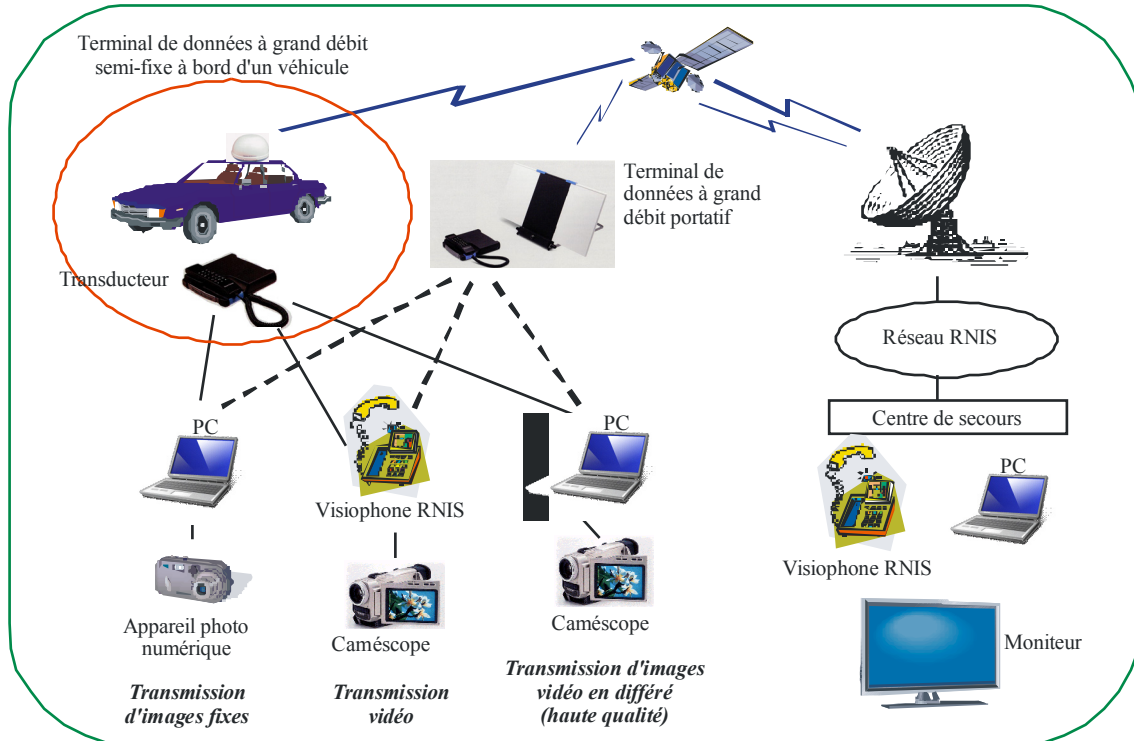 Terminal de données à grand débit
semi-fixe à bord d'un véhicule
Terminal de
données à grand
débit portatif
Transducteur
Réseau RNIS
Centre de secours
PC
PC
PC
Visiophone RNIS
Visiophone RNIS
Appareil photo
numérique
Caméscope
Caméscope
Moniteur
Transmission
d'images fixes
Transmission
vidéo
Transmission d'images
vidéo en différé
(haute qualité)